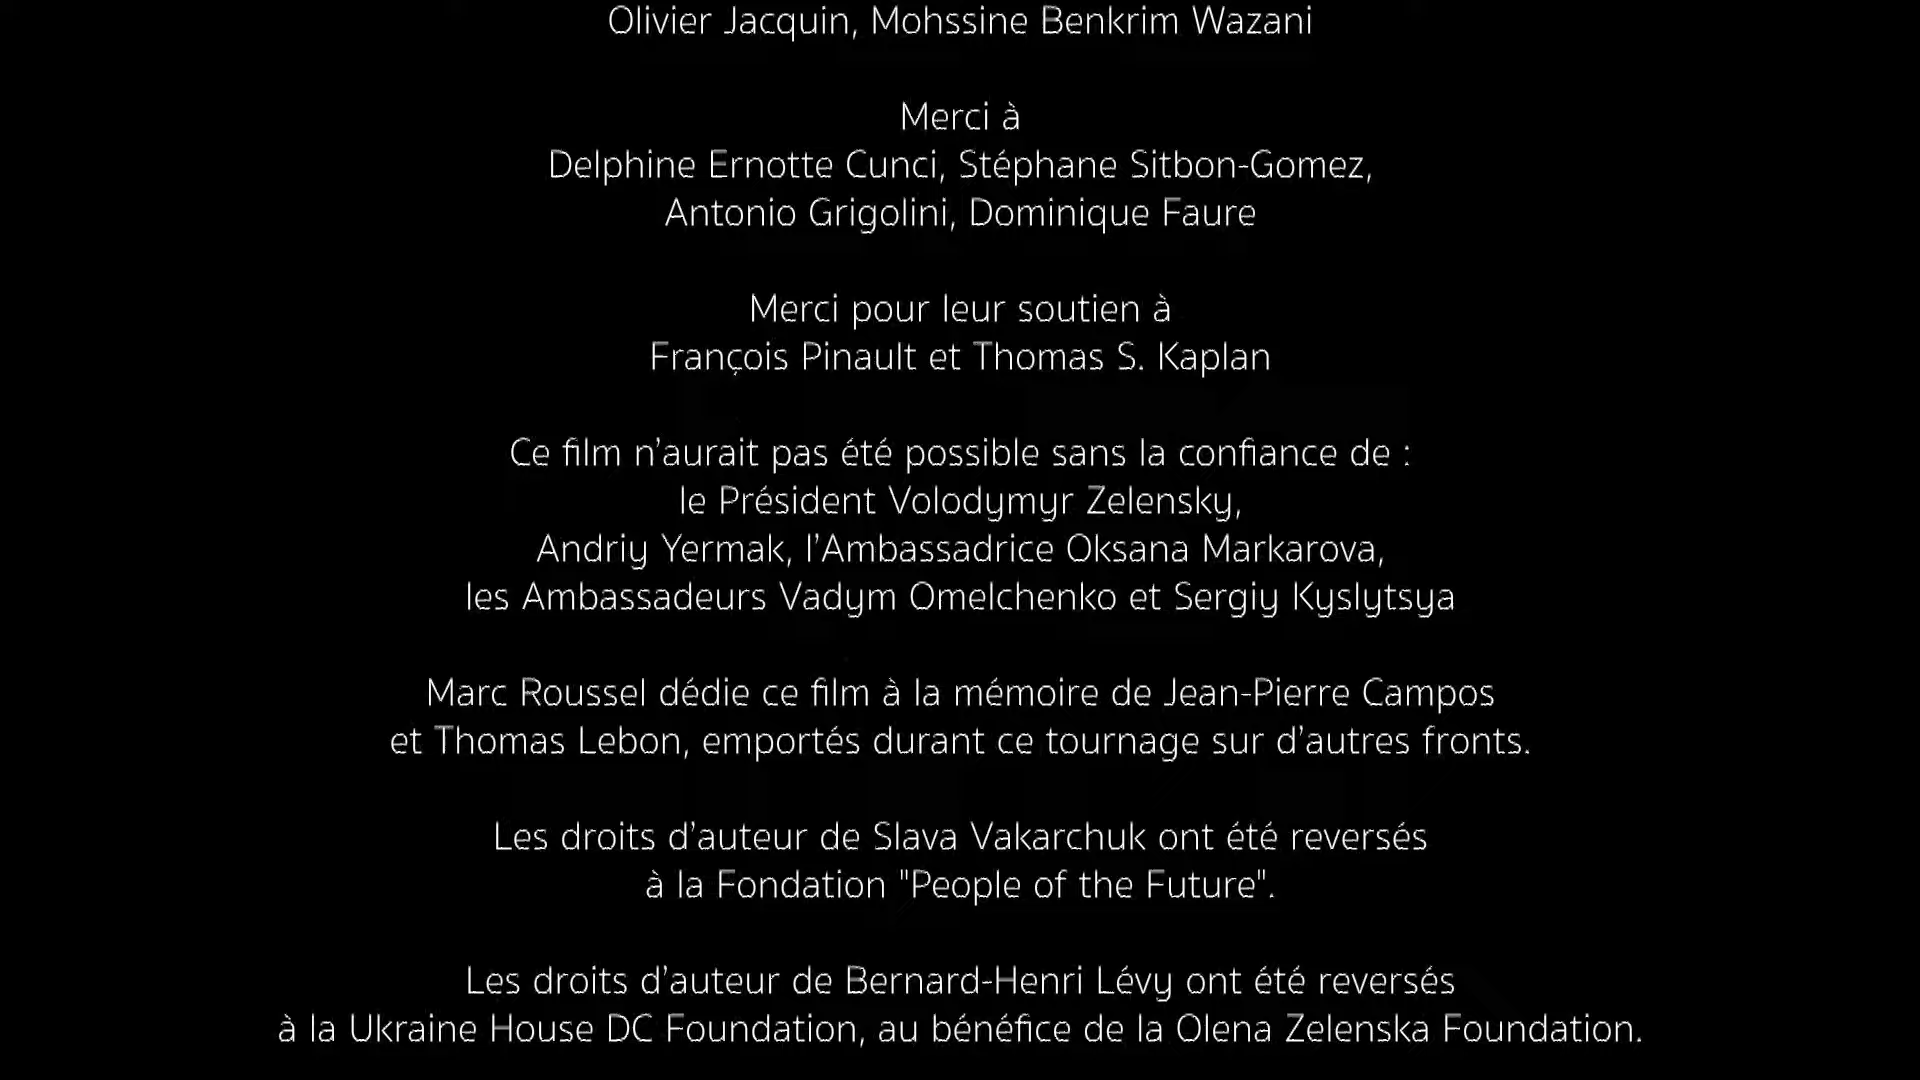 Olivier Jacquin, Mohssine Benkrim Wazani
Merci à
Delphine Ernotte Cunci, Stéphane Sitbon-Gomez,
Antonio Grigolini, Dominique Faure
Merci pour leur soutien à
François Pinault et Thomas S. Kaplan
Ce film n’aurait pas été possible sans la confiance de :
le Président Volodymyr Zelensky,
Andriy Yermak, l’Ambassadrice Oksana Markarova,
les Ambassadeurs Vadym Omelchenko et Sergiy Kyslytsya
Marc Roussel dédie ce film à la mémoire de Jean-Pierre Campos
et Thomas Lebon, emportés durant ce tournage sur d’autres fronts.
Les droits d’auteur de Slava Vakarchuk ont été reversés
à la Fondation "People of the Future".
Les droits d’auteur de Bernard-Henri Lévy ont été reversés
à la Ukraine House DC Foundation, au bénéfice de la Olena Zelenska Foundation.